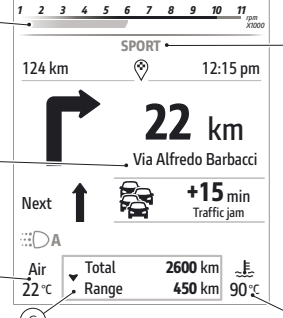 1 2 3 4 5 6 7 8 9 10 11
rpm
X1000
SPORT
124 km
12:15 pm
22 km
Via Alfredo Barbacci
Next
+15 min
Traffic jam
A
Air
22 °C
Total 2600 km
Range 450 km
90 °C